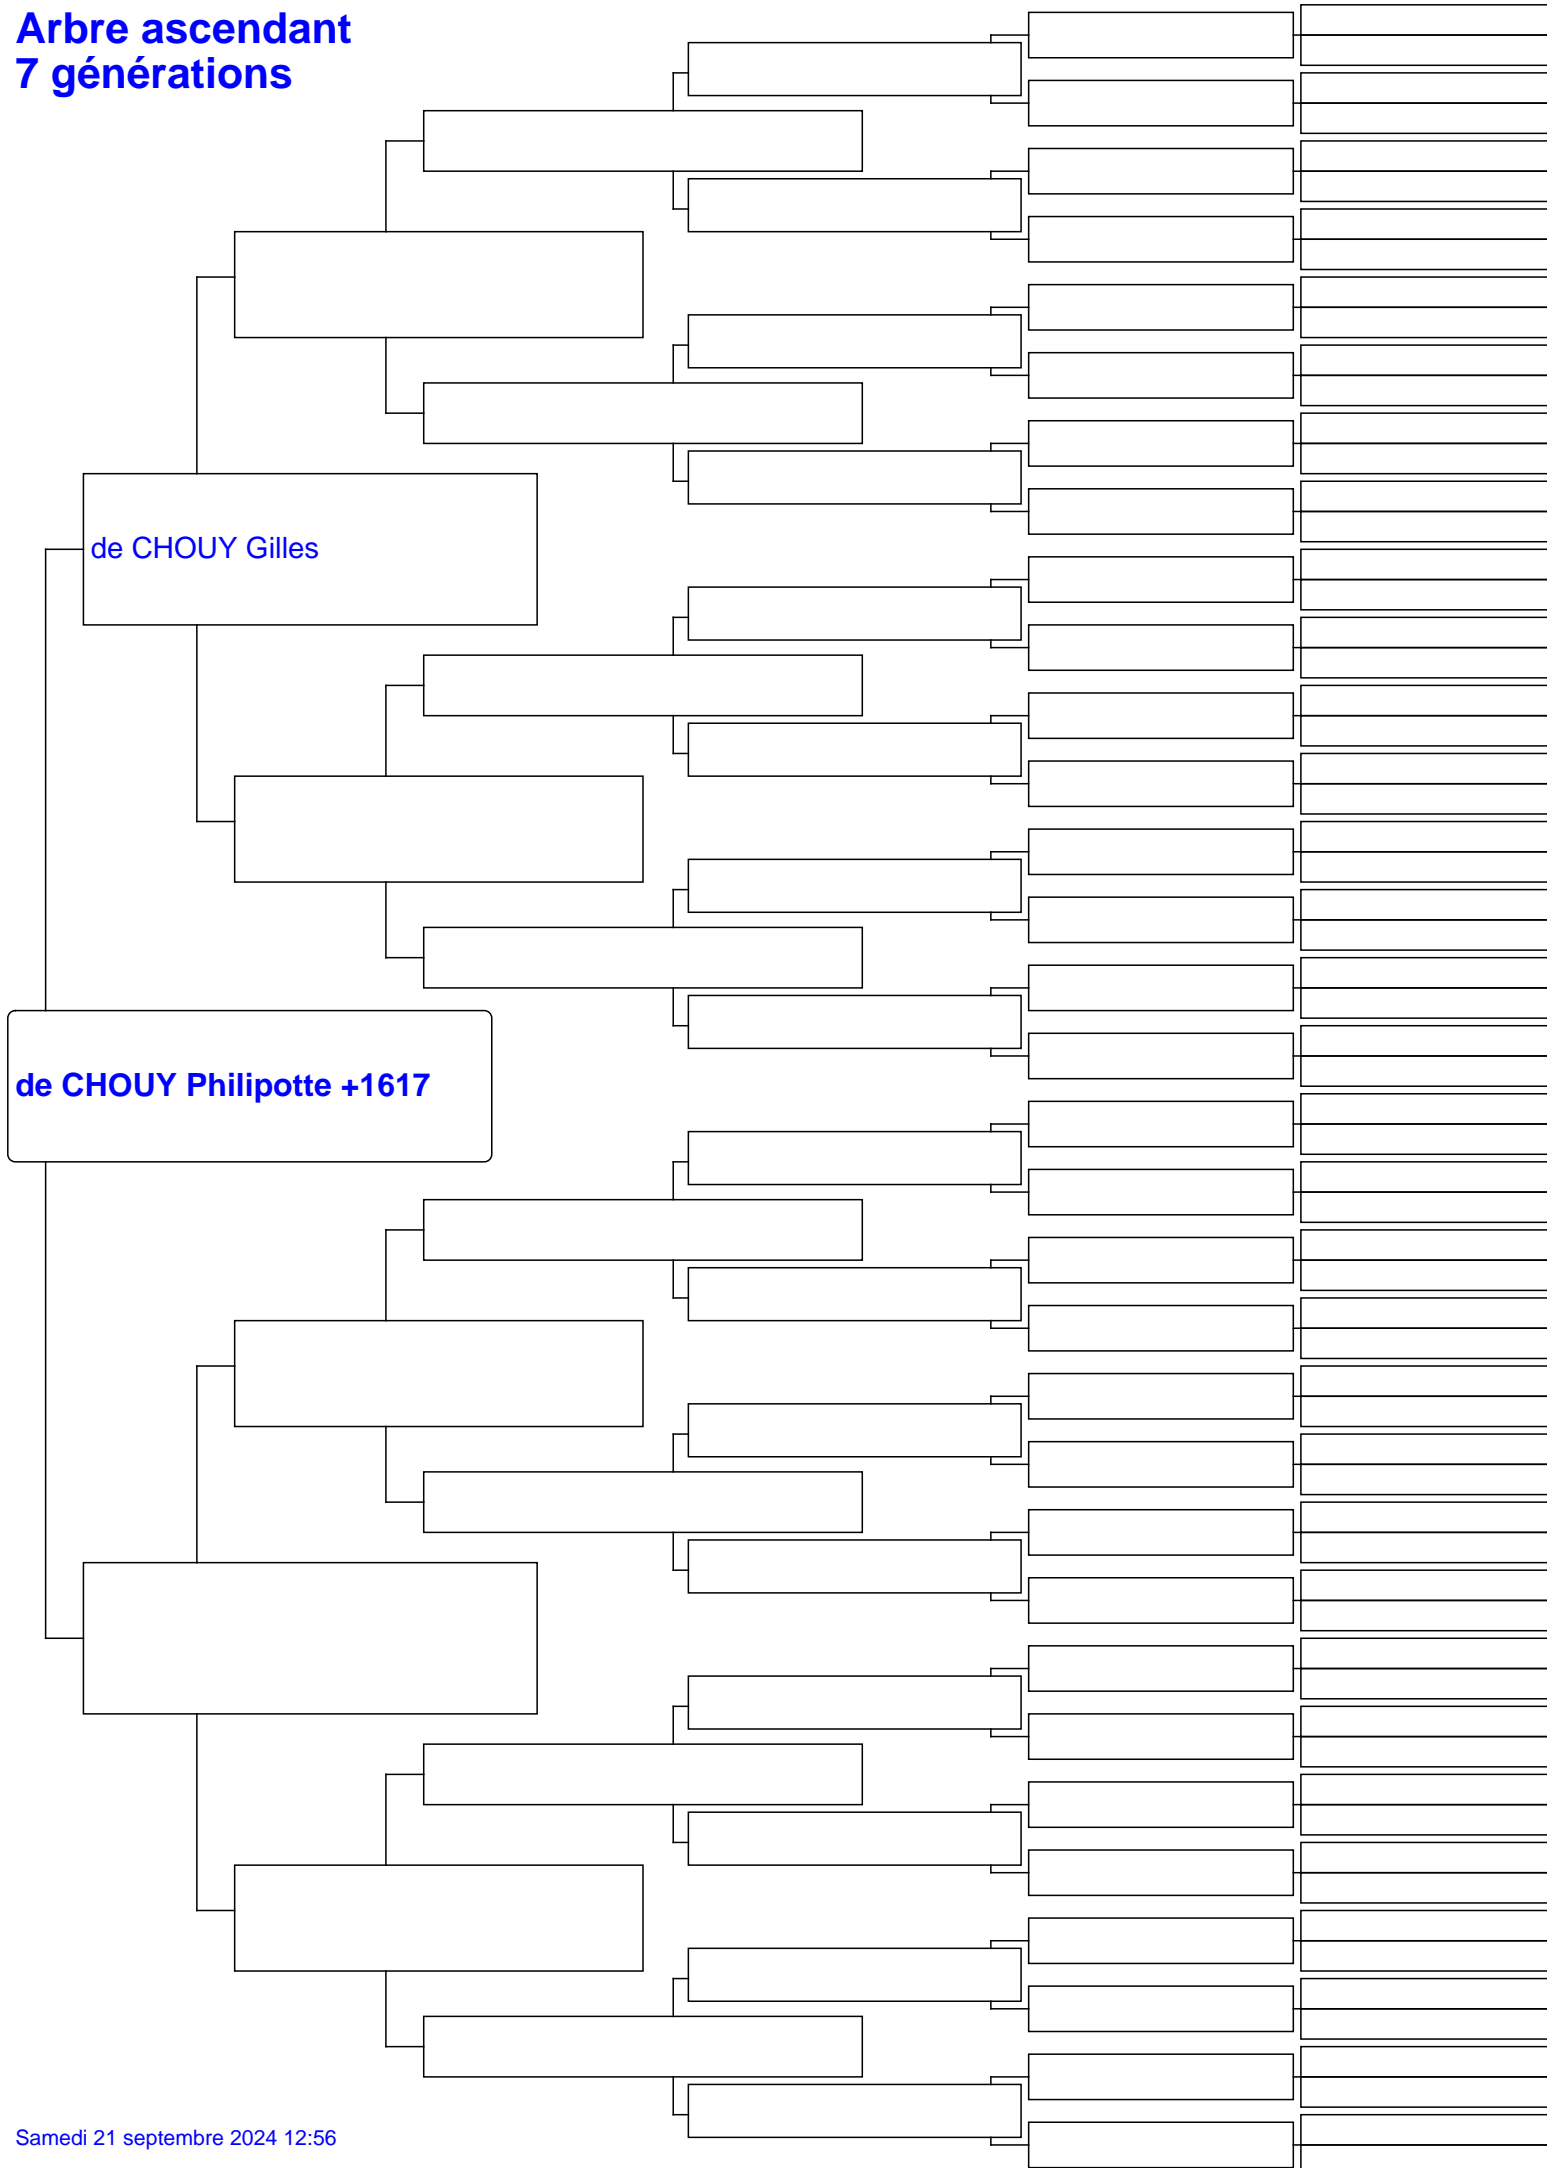 Arbre ascendant
7 générations
de CHOUY Gilles
de CHOUY Philipotte +1617
Samedi 21 septembre 2024 12:56